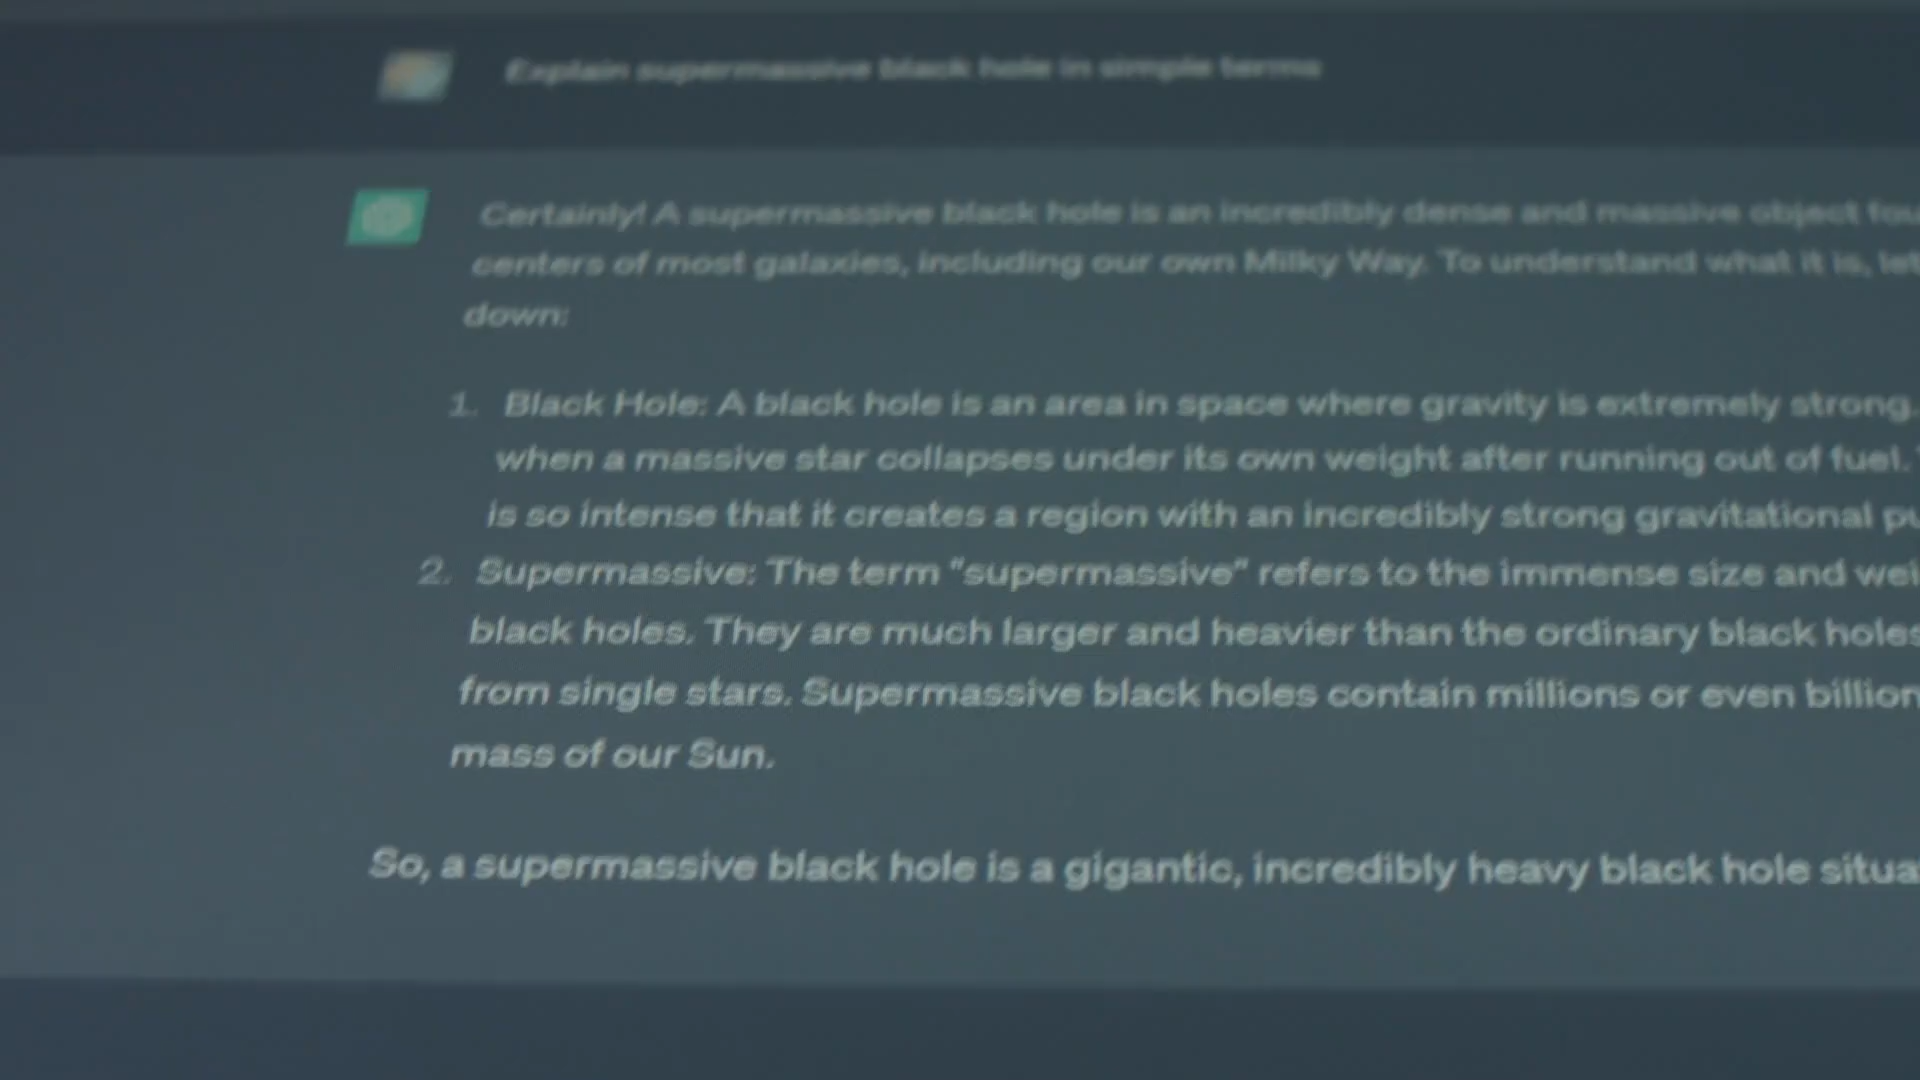 Explain supermassive black hole in simple terms
Certainly! A supermassive black hole is an incredibly dense and massive object
centers of most galaxies, including our own Milky Way. To understand what it is,
down:
1. Black Hole: A black hole is an area in space where gravity is extremely strong.
when a massive star collapses under its own weight after running out of fuel.
is so intense that it creates a region with an incredibly strong gravitational
2. Supermassive: The term "supermassive" refers to the immense size and
black holes. They are much larger and heavier than the ordinary black holes
from single stars. Supermassive black holes contain millions or even
mass of our Sun.
So, a supermassive black hole is a gigantic, incredibly heavy black hole